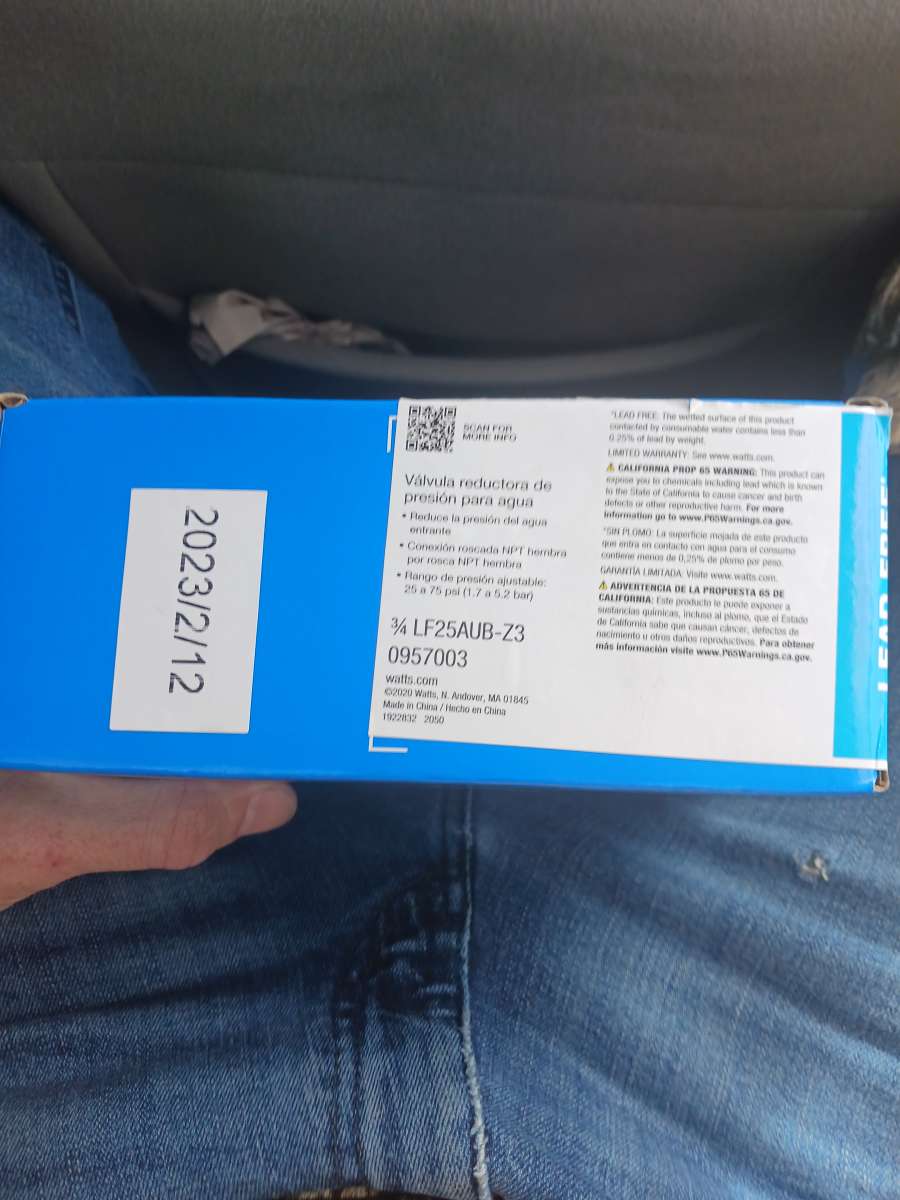 2023/2/12
SCAN FOR
MORE INFO
Válvula reductora de
presión para agua
• Reduce la presión del agua
entrante
• Conexión roscada NPT hembra
por rosca NPT hembra
• Rango de presión ajustable:
25 a 75 psi (1.7 a 5.2 bar)
¾ LF25AUB-Z3
0957003
watts.com
©2020 Watts, N. Andover, MA 01845
Made in China / Hecho en China
1922832 2050
*LEAD FREE: The wetted surface of this product
contacted by consumable water contains less than
0.25% of lead by weight.
LIMITED WARRANTY: See www.watts.com.
⚠ CALIFORNIA PROP 65 WARNING: This product can
expose you to chemicals including lead which is known
to the State of California to cause cancer and birth
defects or other reproductive harm. For more
information go to www.P65Warnings.ca.gov.
*SIN PLOMO: La superficie mojada de este producto
que entra en contacto con agua para el consumo
contiene menos de 0,25% de plomo por peso.
GARANTÍA LIMITADA: Visite www.watts.com.
⚠ ADVERTENCIA DE LA PROPUESTA 65 DE
CALIFORNIA: Este producto le puede exponer a
sustancias químicas, incluso al plomo, que el Estado
de California sabe que causan cáncer, defectos de
nacimiento u otros daños reproductivos. Para obtener
más información visite www.P65Warnings.ca.gov.
LEAD FREE*